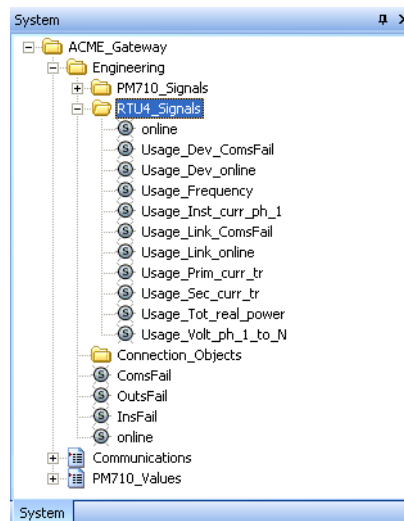 System
ACME_Gateway
Engineering
PM710_Signals
RTU4_Signals
online
Usage_Dev_ComsFail
Usage_Dev_online
Usage_Frequency
Usage_Inst_curr_ph_1
Usage_Link_ComsFail
Usage_Link_online
Usage_Prim_curr_tr
Usage_Sec_curr_tr
Usage_Tot_real_power
Usage_Volt_ph_1_to_N
Connection_Objects
ComsFail
OutsFail
InsFail
online
Communications
PM710_Values
System